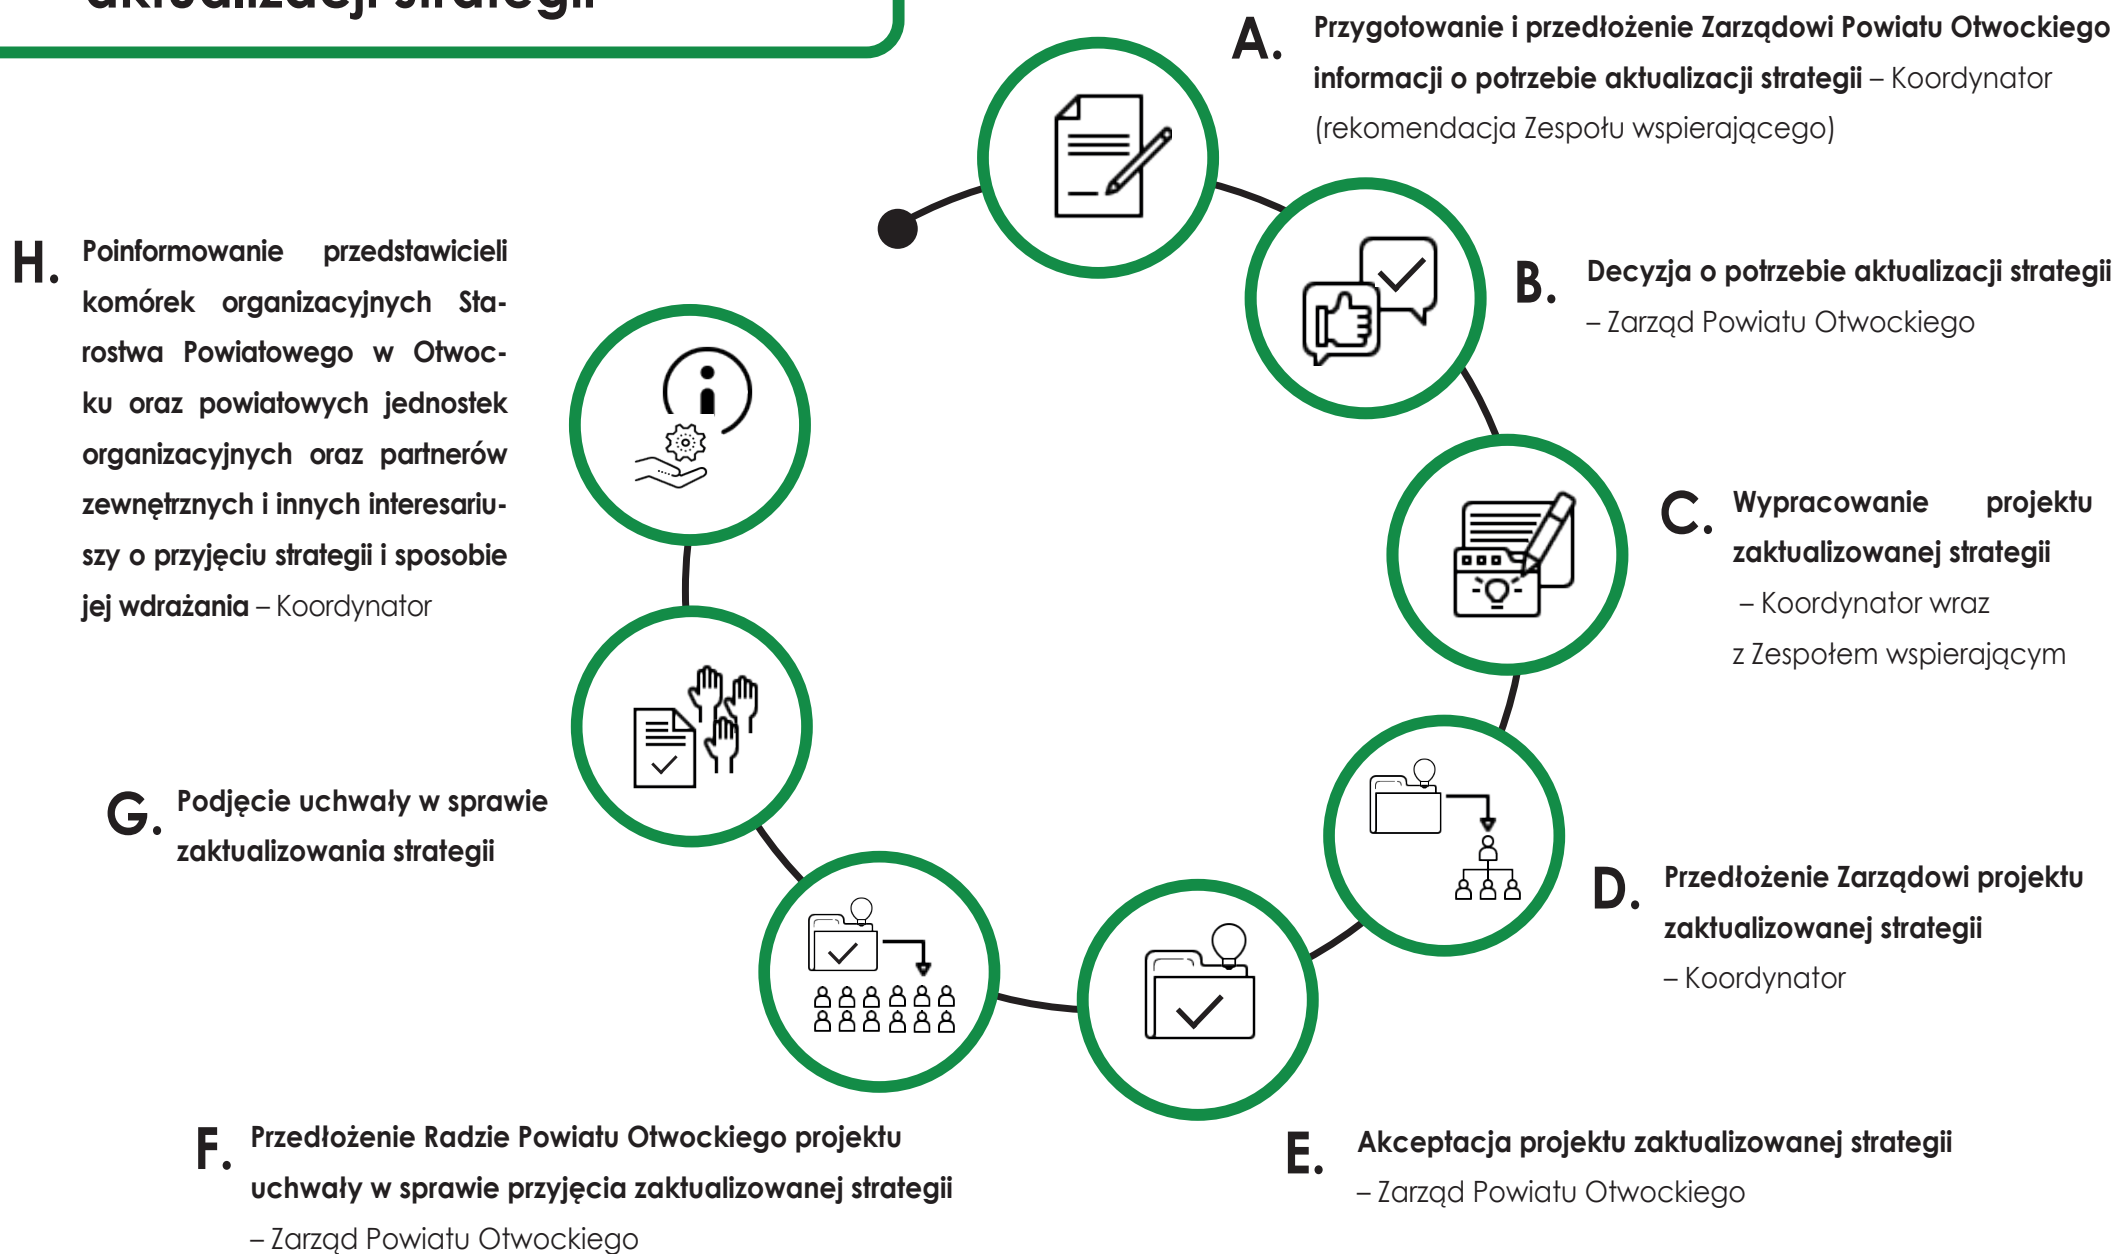 aktualizacji strategii
A.
Przygotowanie i przedłożenie Zarządowi Powiatu Otwockiego
informacji o potrzebie aktualizacji strategii – Koordynator
(rekomendacja Zespołu wspierającego)
B.
Decyzja o potrzebie aktualizacji strategii
– Zarząd Powiatu Otwockiego
C.
Wypracowanie projektu
zaktualizowanej strategii
– Koordynator wraz
z Zespołem wspierającym
D.
Przedłożenie Zarządowi projektu
zaktualizowanej strategii
– Koordynator
E.
Akceptacja projektu zaktualizowanej strategii
– Zarząd Powiatu Otwockiego
F.
Przedłożenie Radzie Powiatu Otwockiego projektu
uchwały w sprawie przyjęcia zaktualizowanej strategii
– Zarząd Powiatu Otwockiego
G.
Podjęcie uchwały w sprawie
zaktualizowania strategii
H.
Poinformowanie przedstawicieli
komórek organizacyjnych Sta-
rostwa Powiatowego w Otwoc-
ku oraz powiatowych jednostek
organizacyjnych oraz partnerów
zewnętrznych i innych interesariu-
szy o przyjęciu strategii i sposobie
jej wdrażania – Koordynator